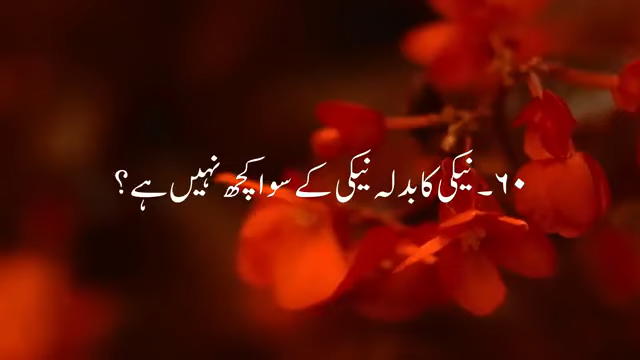 ٦٠۔ نیکی کا بدلہ نیکی کے سوا کچھ نہیں ہے؟